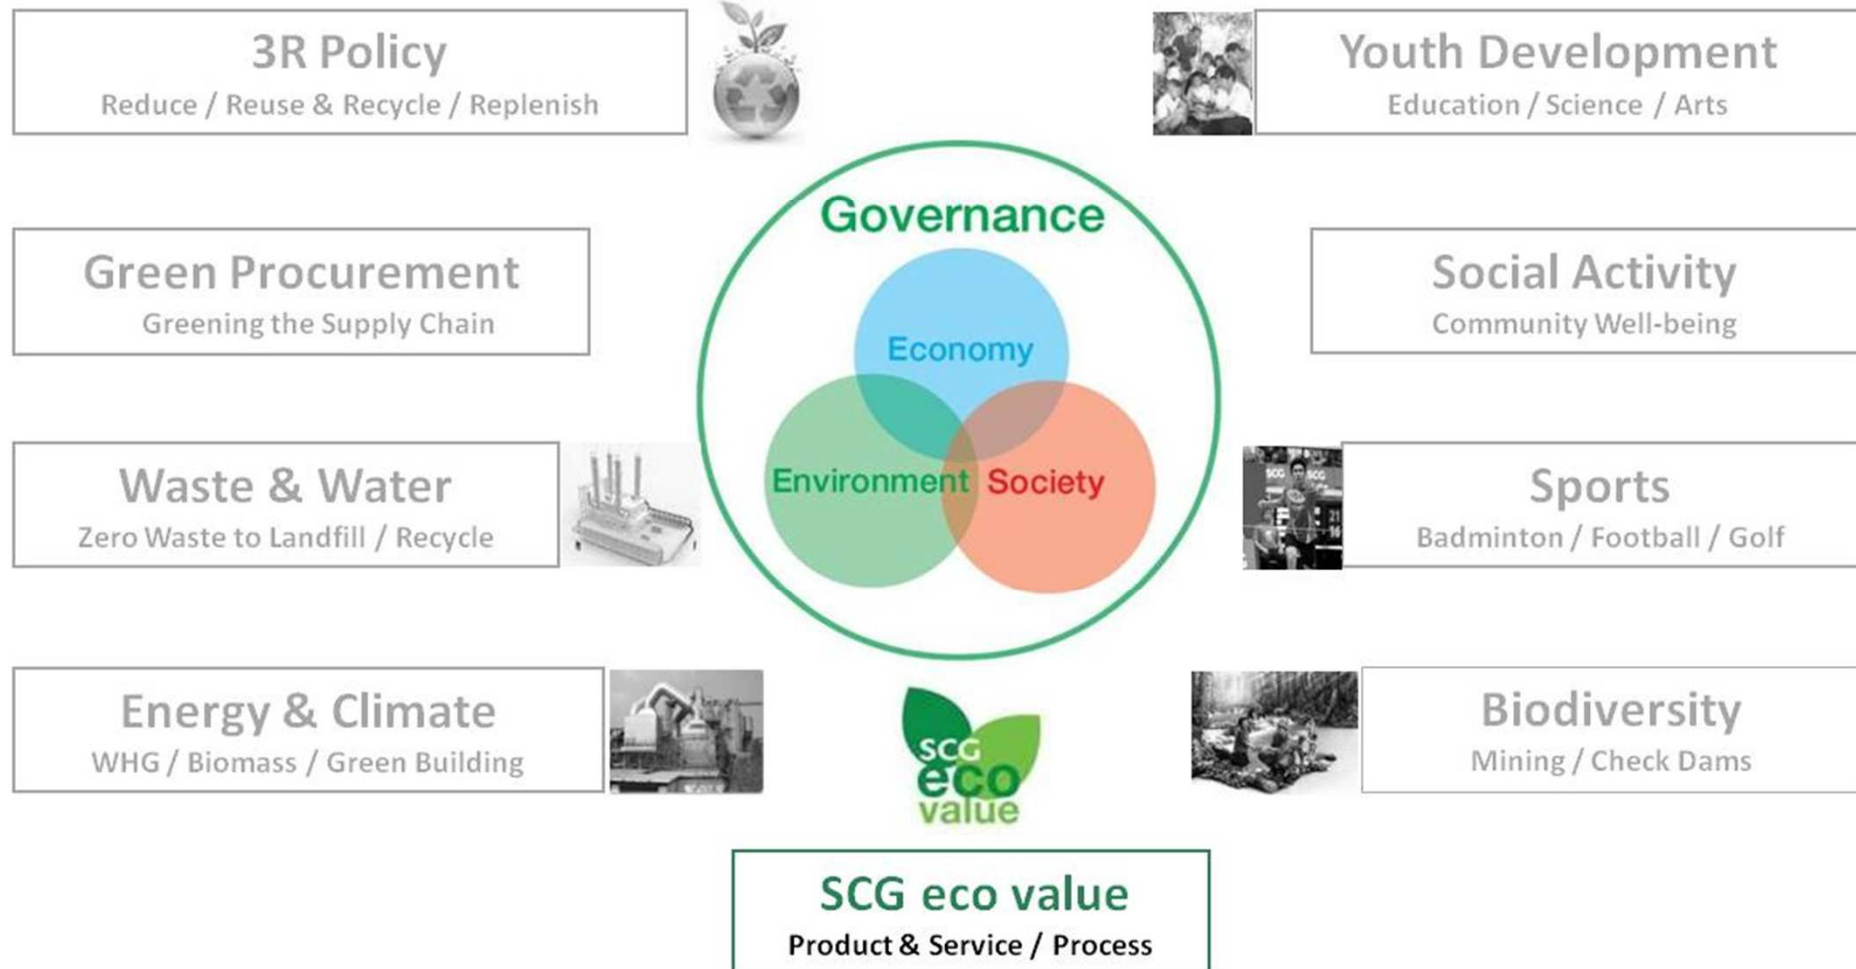 3R Policy
Reduce / Reuse & Recycle / Replenish
Youth Development
Education / Science / Arts
Governance
Economy
Environment
Society
Green Procurement
Greening the Supply Chain
Social Activity
Community Well-being
Waste & Water
Zero Waste to Landfill / Recycle
SCG
SCG
Sports
Badminton / Football / Golf
Energy & Climate
WHG / Biomass / Green Building
Biodiversity
Mining / Check Dams
SCG
eco
value
SCG eco value
Product & Service / Process